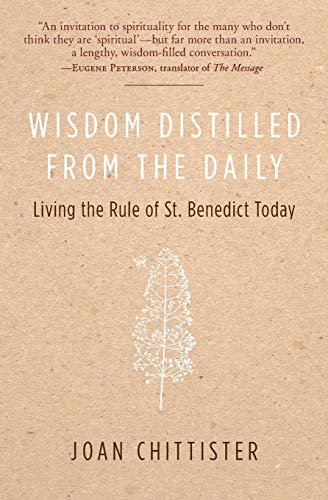 “An invitation to spirituality for the many who don’t
think they are ‘spiritual’—but far more than an invitation,
a lengthy, wisdom-filled conversation.”
—EUGENE PETERSON, translator of The Message
WISDOM DISTILLED
FROM THE DAILY
Living the Rule of St. Benedict Today
JOAN CHITTISTER